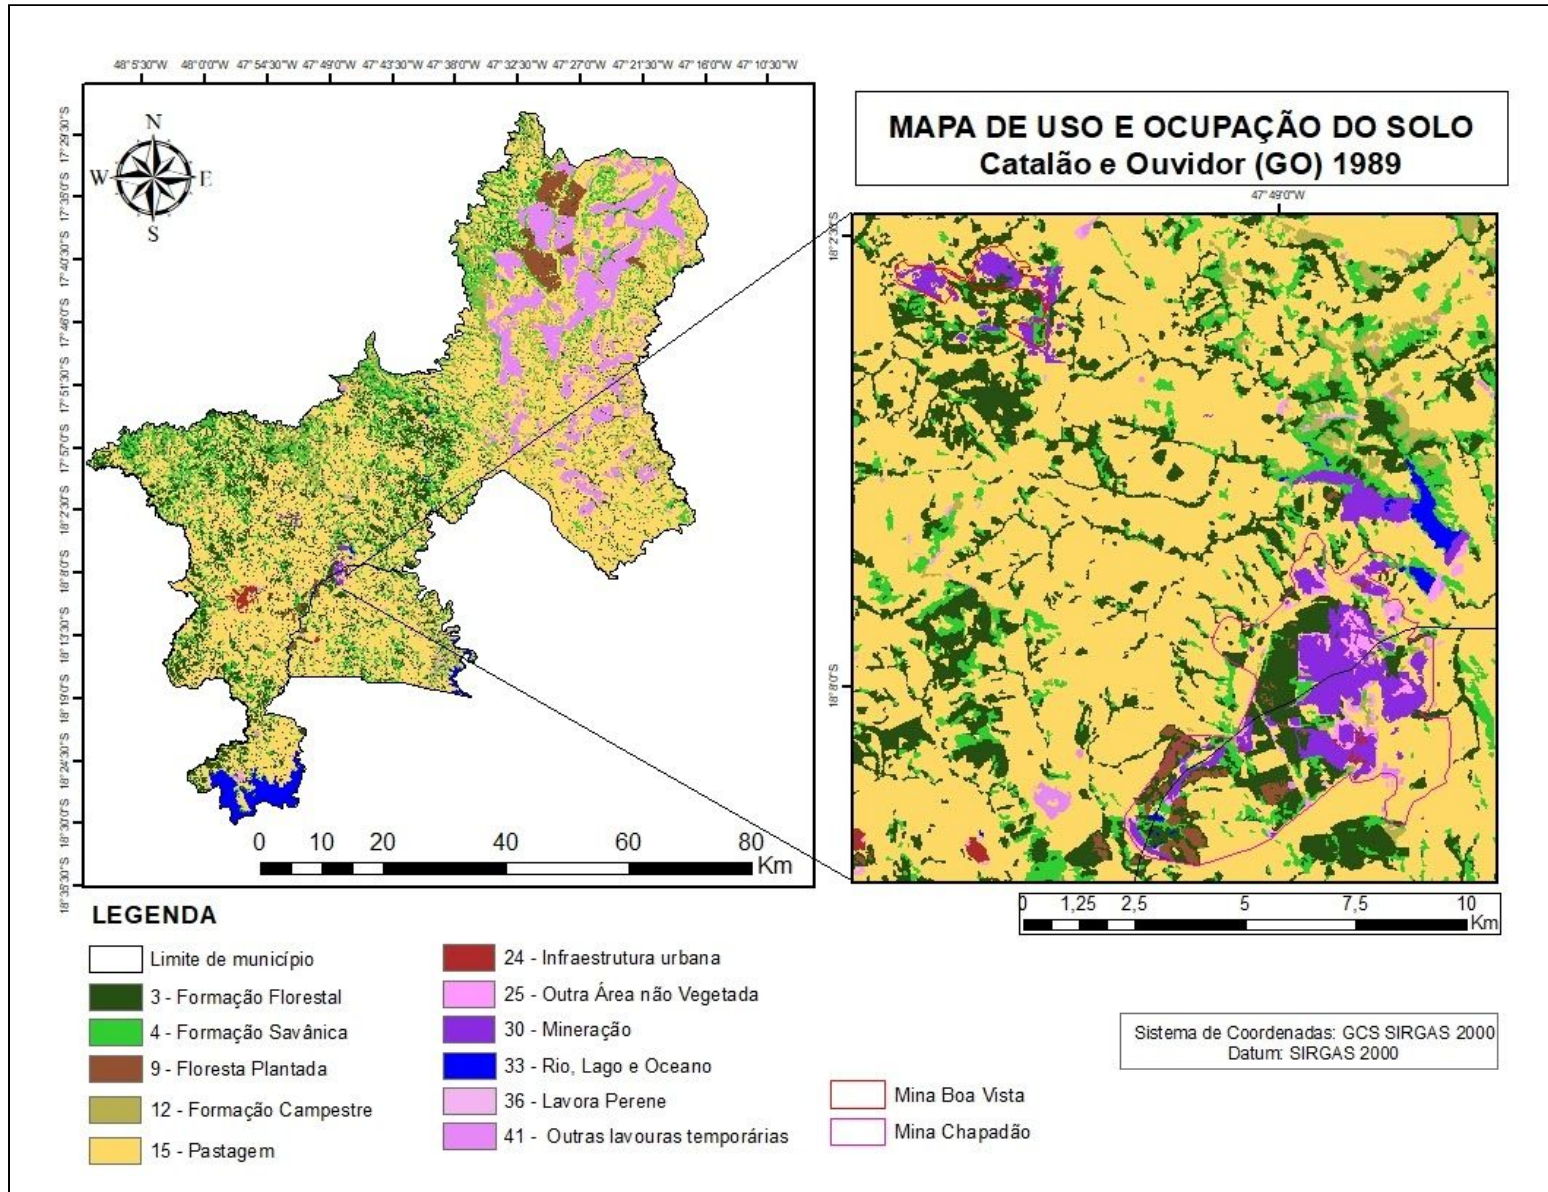 48°5'30"W 48°0'0"W 47°54'30"W 47°49'0"W 47°43'30"W 47°38'0"W 47°32'30"W 47°27'0"W 47°21'30"W 47°16'0"W 47°10'30"W
17°29'30"S
17°35'0"S
17°40'30"S
17°46'0"S
17°51'30"S
17°57'0"S
18°2'30"S
18°8'0"S
18°13'30"S
18°19'0"S
18°24'30"S
18°30'0"S
18°35'30"S
N
W E
S
0 10 20 40 60 80
Km
MAPA DE USO E OCUPAÇÃO DO SOLO
Catalão e Ouvidor (GO) 1989
47°49'0"W
18°2'30"S
18°8'0"S
0 1,25 2,5 5 7,5 10
Km
LEGENDA
Limite de município
3 - Formação Florestal
4 - Formação Savânica
9 - Floresta Plantada
12 - Formação Campestre
15 - Pastagem
24 - Infraestrutura urbana
25 - Outra Área não Vegetada
30 - Mineração
33 - Rio, Lago e Oceano
36 - Lavora Perene
41 - Outras lavouras temporárias
Mina Boa Vista
Mina Chapadão
Sistema de Coordenadas: GCS SIRGAS 2000
Datum: SIRGAS 2000